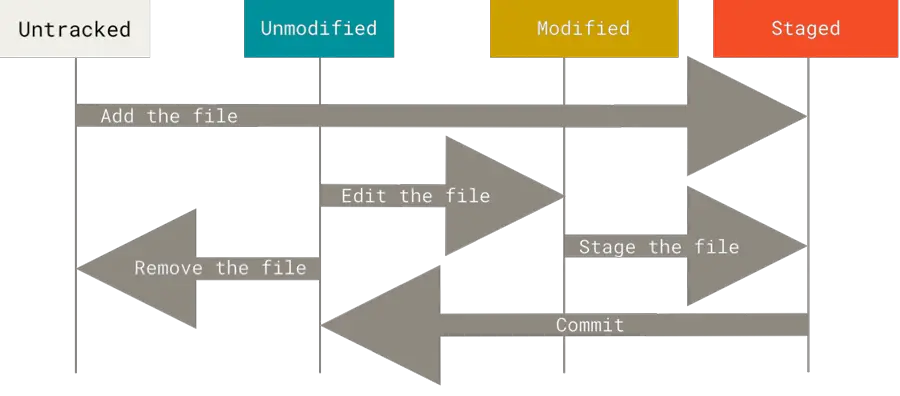 Untracked
Unmodified
Modified
Staged
Add the file
Edit the file
Stage the file
Remove the file
Commit